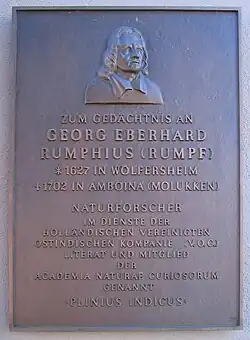 ZUM GEDÄCHTNIS AN
GEORG EBERHARD
RUMPHIUS (RUMPF)
*1627 IN WÖLFERSHEIM
†1702 IN AMBOINA (MOLUKKEN)
NATURFORSCHER
IM DIENSTE DER
HOLLÄNDISCHEN VEREINIGTEN
OSTINDISCHEN KOMPANIE (V.O.C.)
LITERAT UND MITGLIED
DER
ACADEMIA NATURAE CURIOSORUM
GENANNT
»PLINIUS INDICUS«